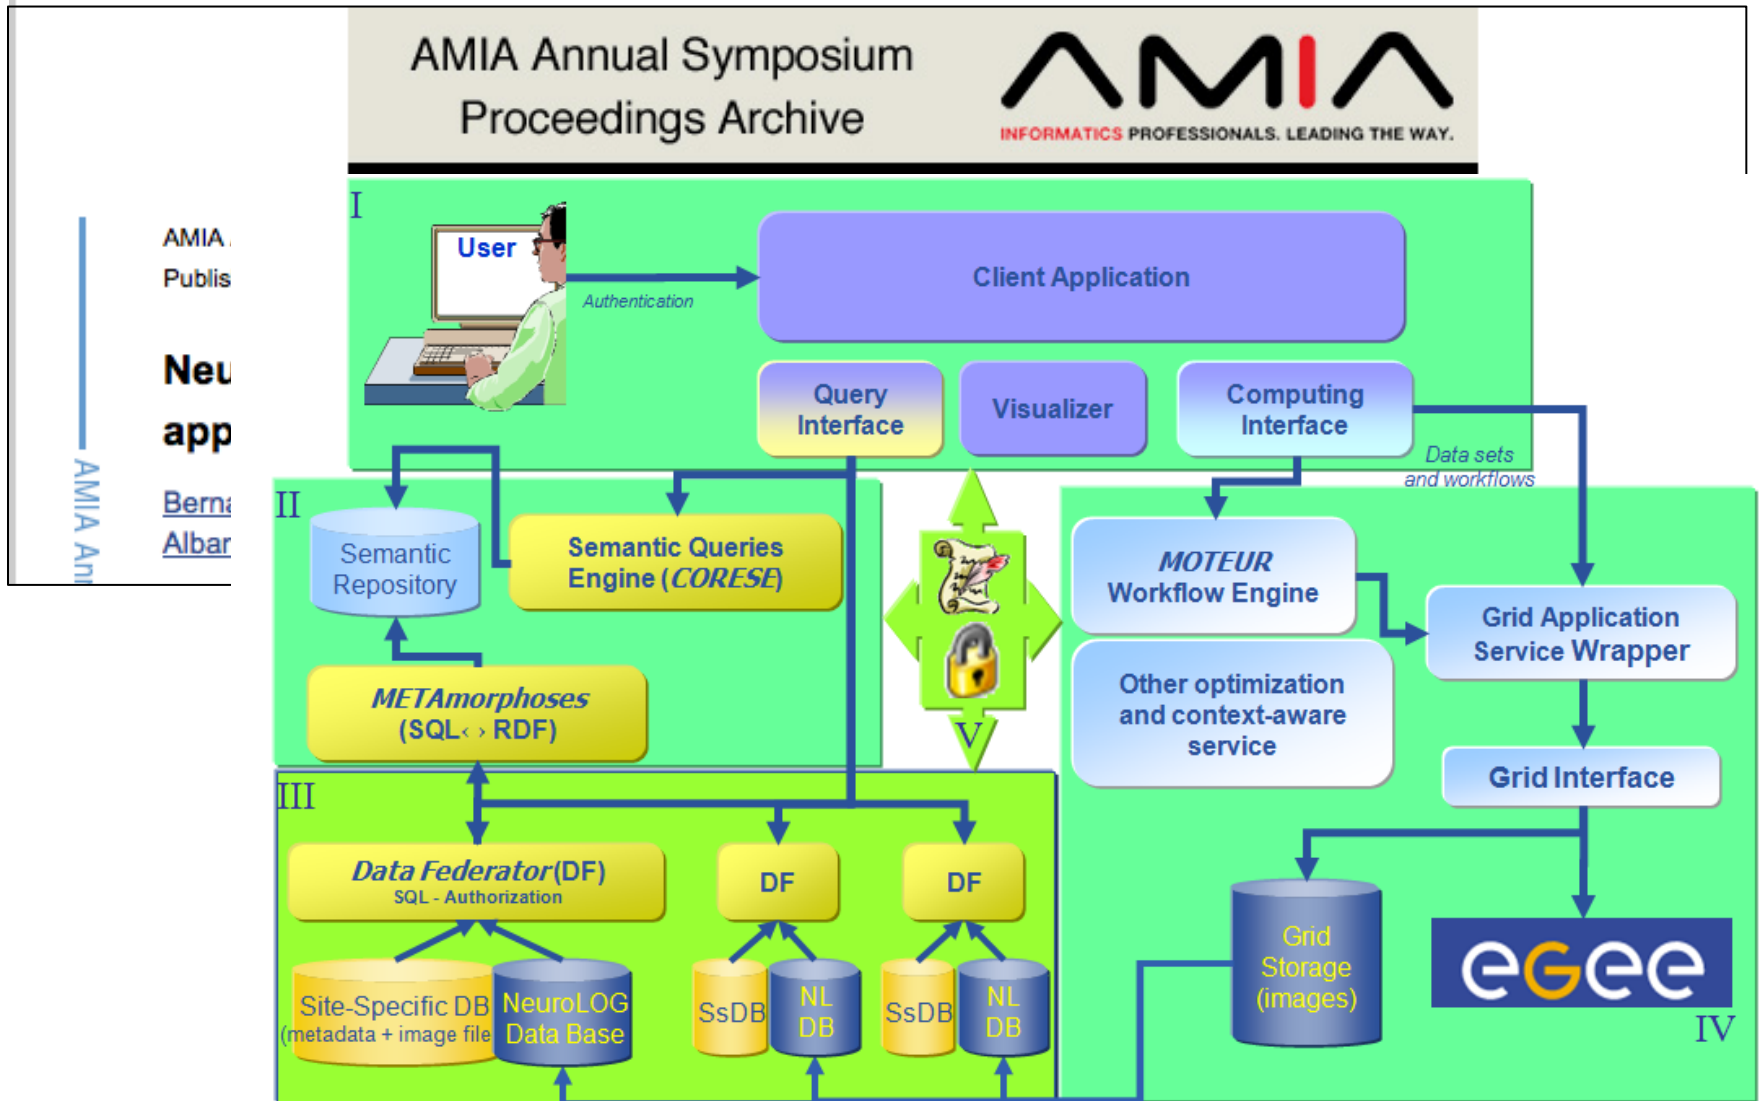 AMIA Annual Symposium
Proceedings Archive
AMIA
INFORMATICS PROFESSIONALS. LEADING THE WAY.
AMIA
Publis
Neu
app
Berna
Albar
AMIA Ann
I
User
Authentication
Client Application
Query
Interface
Visualizer
Computing
Interface
Data sets
and workflows
II
Semantic
Repository
Semantic Queries
Engine (CORESE)
METAmorphoses
(SQL‹ › RDF)
V
MOTEUR
Workflow Engine
Grid Application
Service Wrapper
Other optimization
and context-aware
service
Grid Interface
III
Data Federator(DF)
SQL - Authorization
DF
DF
Site-Specific DB
(metadata + image file
NeuroLOG
Data Base
SsDB
NL
DB
SsDB
NL
DB
Grid
Storage
(images)
eGee
IV